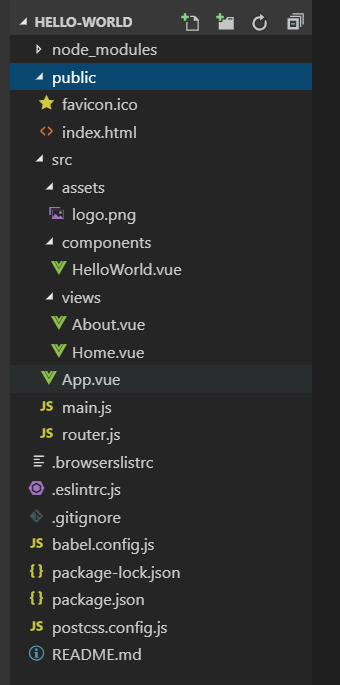 HELLO-WORLD
node_modules
public
favicon.ico
index.html
src
assets
logo.png
components
HelloWorld.vue
views
About.vue
Home.vue
App.vue
JS main.js
JS router.js
.browserslistrc
.eslintrc.js
.gitignore
JS babel.config.js
{ } package-lock.json
{ } package.json
JS postcss.config.js
README.md